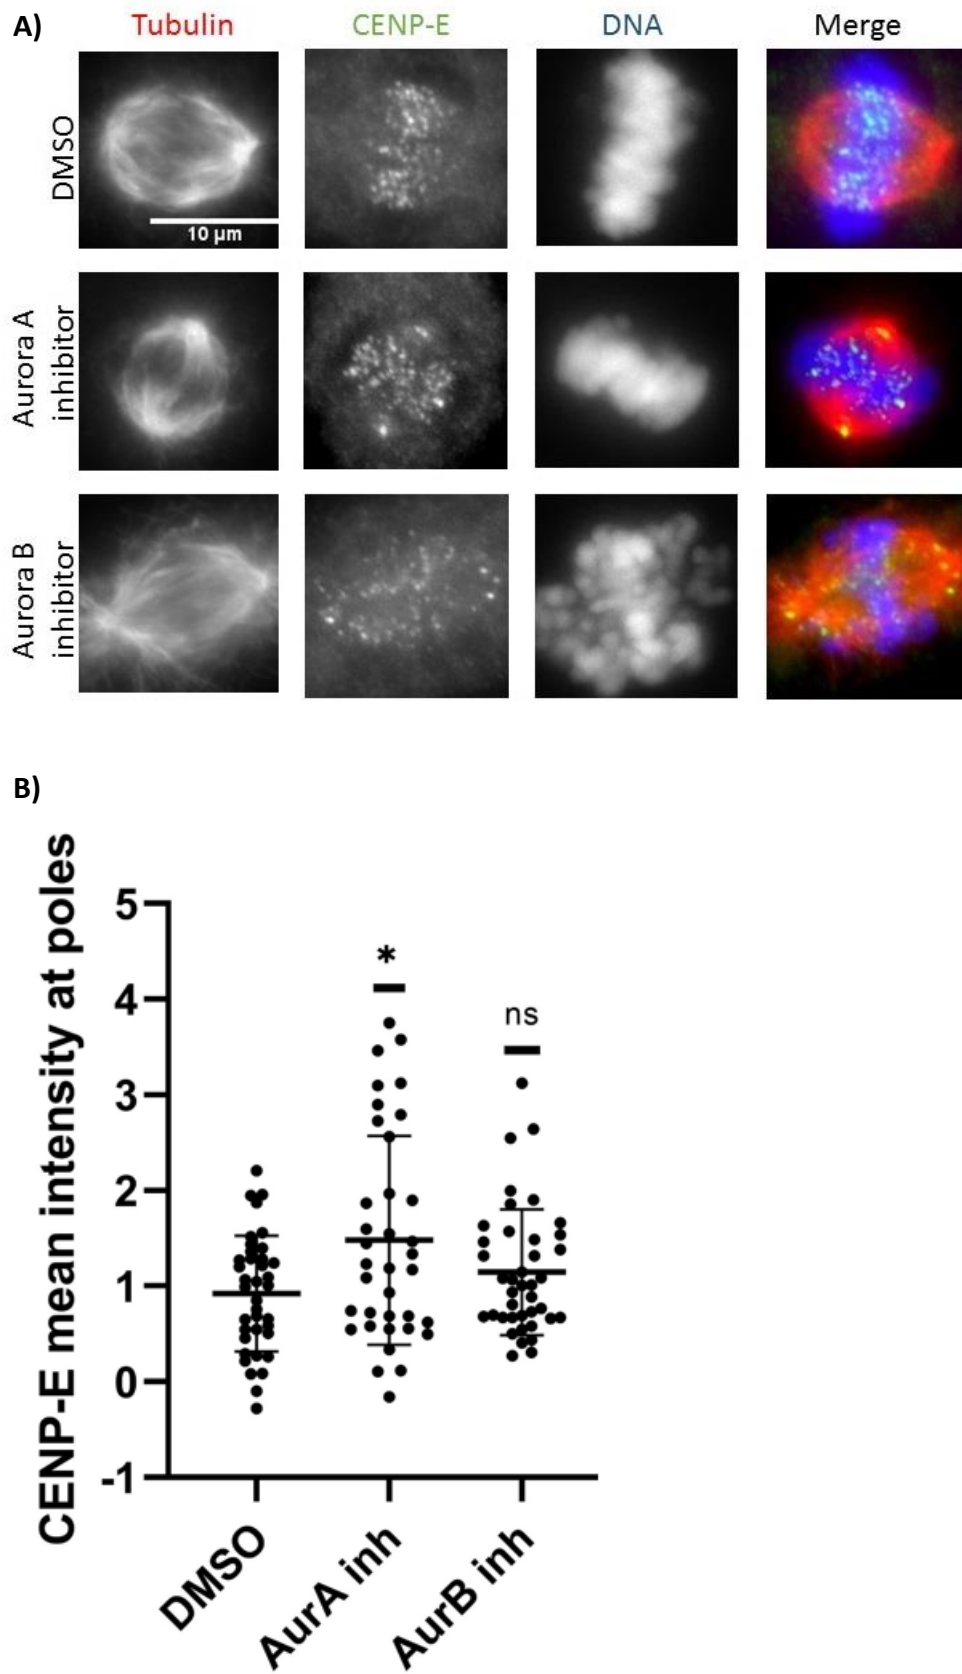 A)
Tubulin CENP-E DNA Merge
DMSO
10 µm
Aurora A
inhibitor
Aurora B
inhibitor
B)
CENP-E mean intensity at poles
5
4
3
2
1
0
-1
*
ns
DMSO
AurA inh
AurB inh